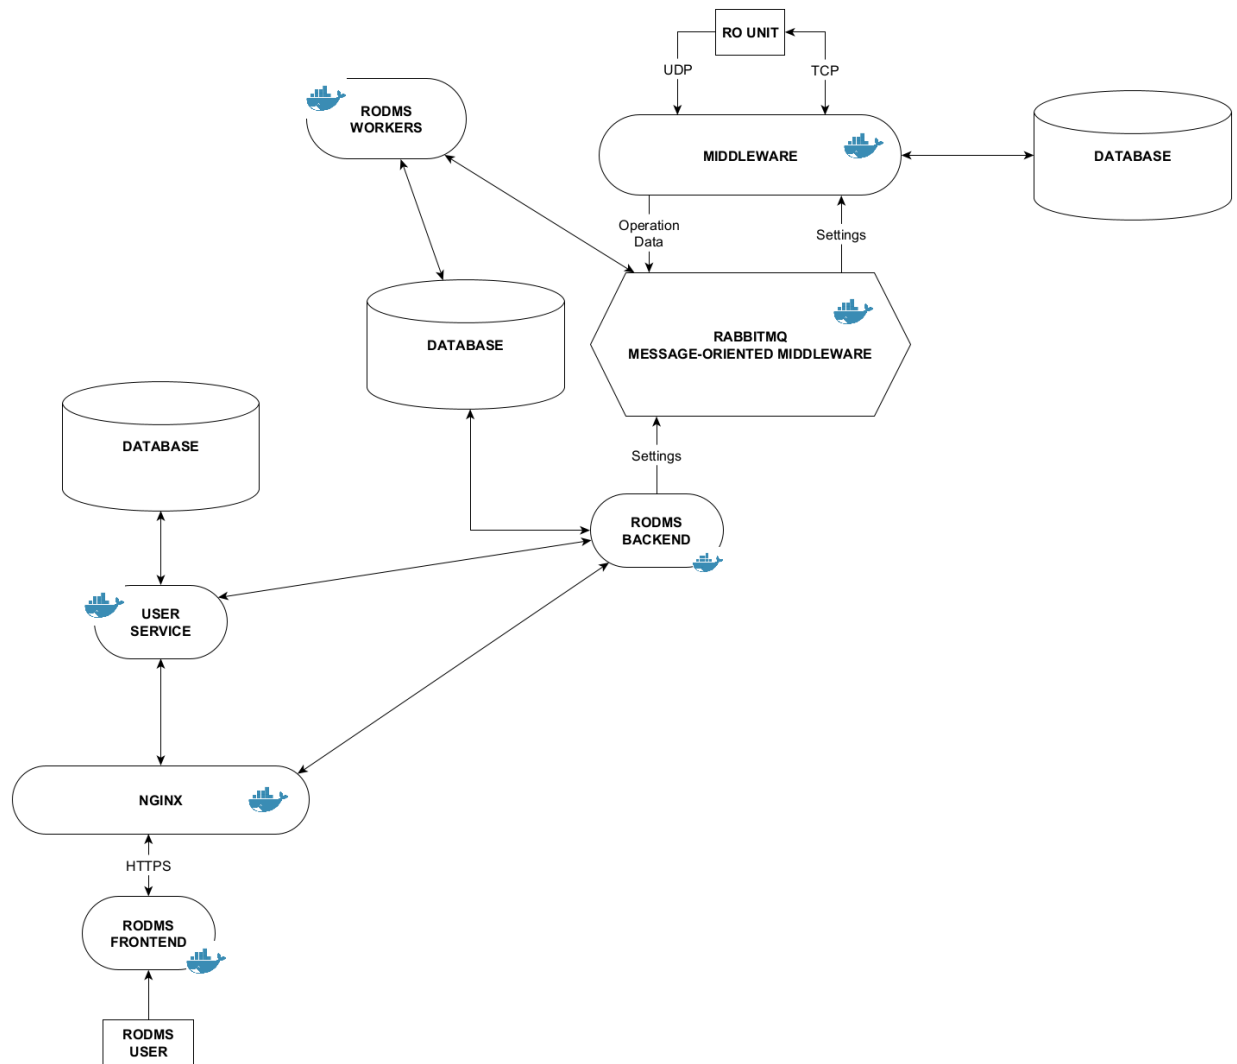 RO UNIT
UDP
TCP
RODMS
WORKERS
MIDDLEWARE
DATABASE
Operation
Data
Settings
DATABASE
RABBITMQ
MESSAGE-ORIENTED MIDDLEWARE
DATABASE
Settings
RODMS
BACKEND
USER
SERVICE
NGINX
HTTPS
RODMS
FRONTEND
RODMS
USER